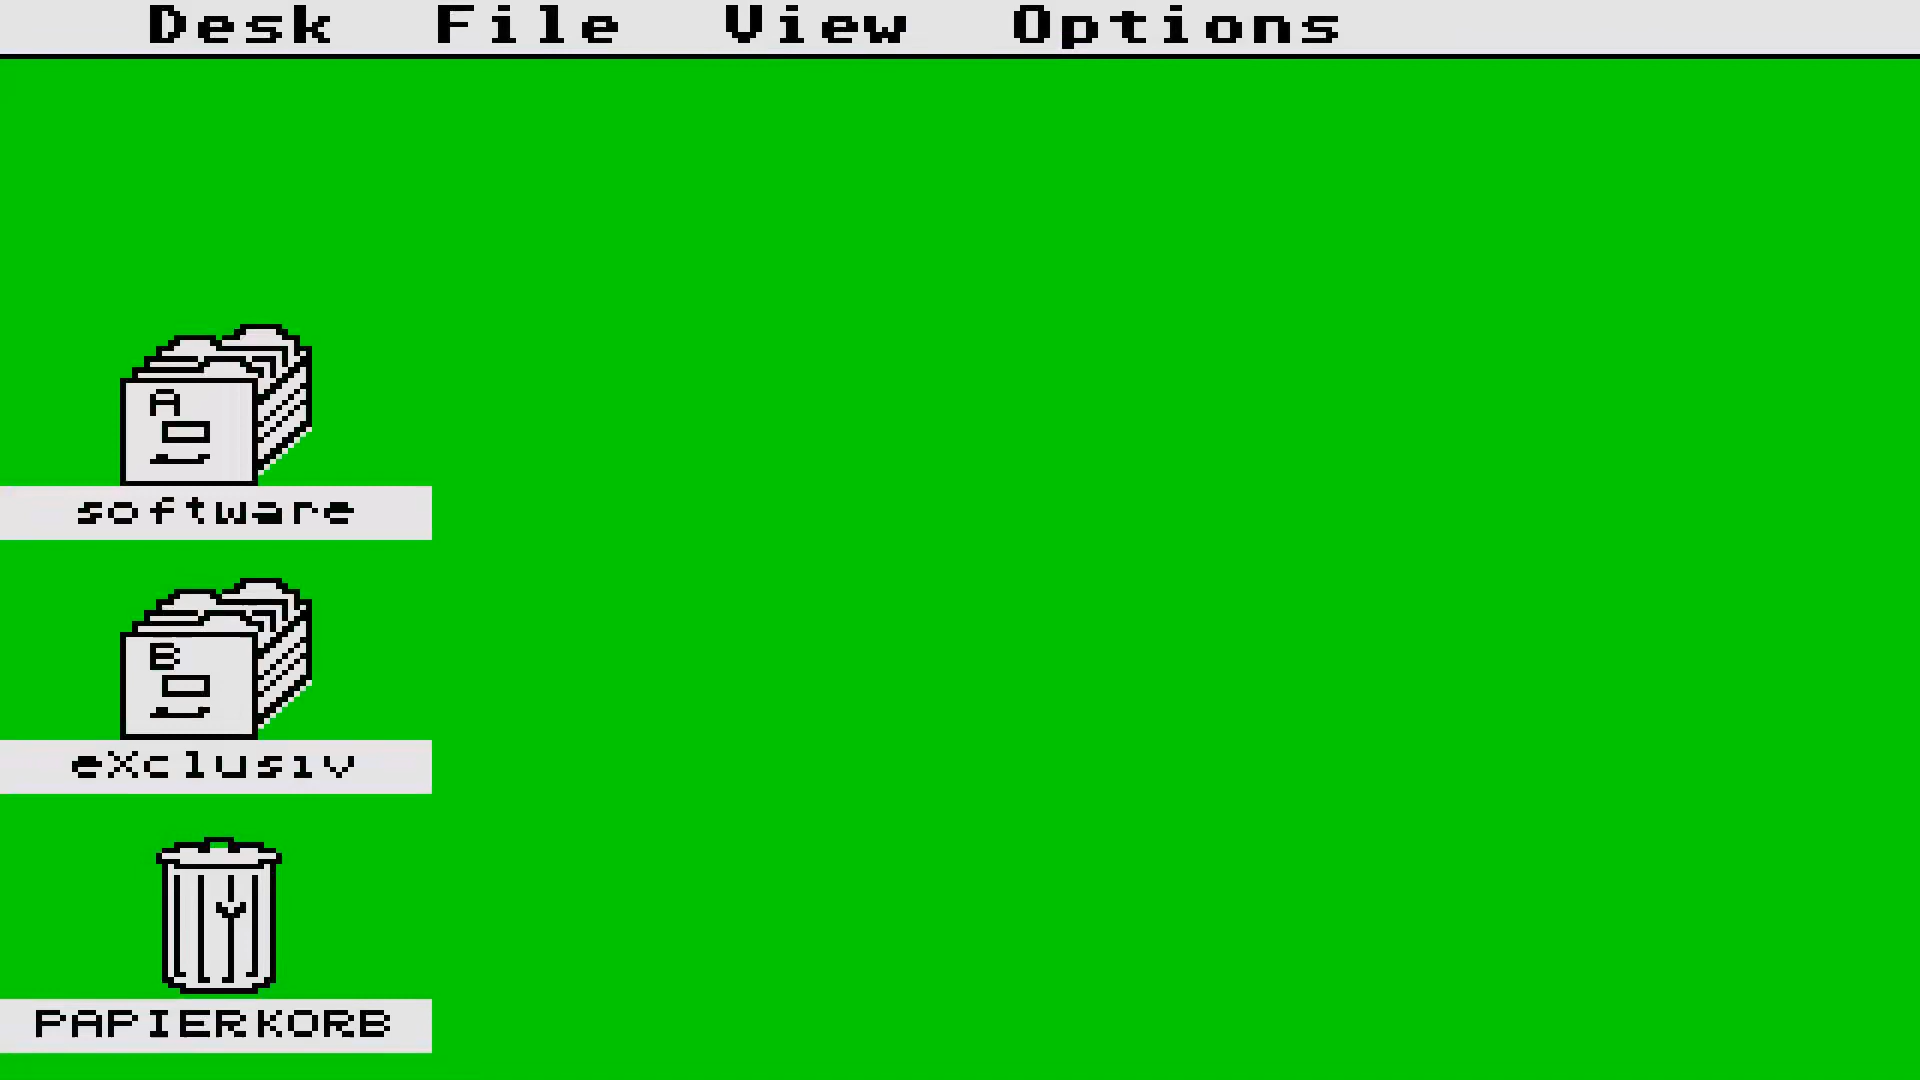 Desk File View Options
A
software
B
eXclusiv
PAPIERKORB